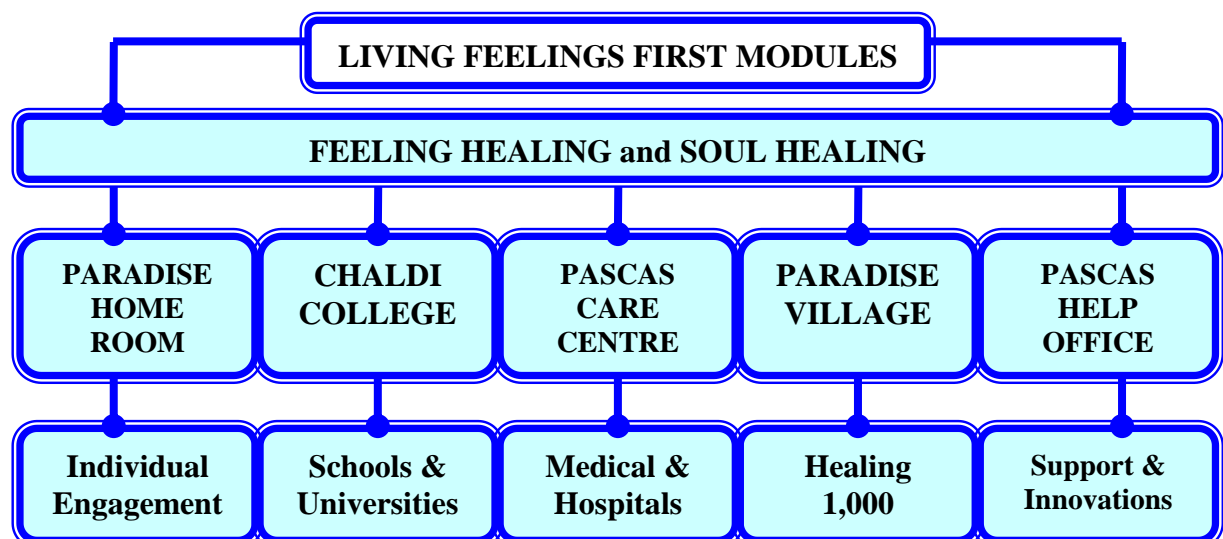 LIVING FEELINGS FIRST MODULES
FEELING HEALING and SOUL HEALING
PARADISE
HOME
ROOM
CHALDI
COLLEGE
PASCAS
CARE
CENTRE
PARADISE
VILLAGE
PASCAS
HELP
OFFICE
Individual
Engagement
Schools &
Universities
Medical &
Hospitals
Healing
1,000
Support &
Innovations